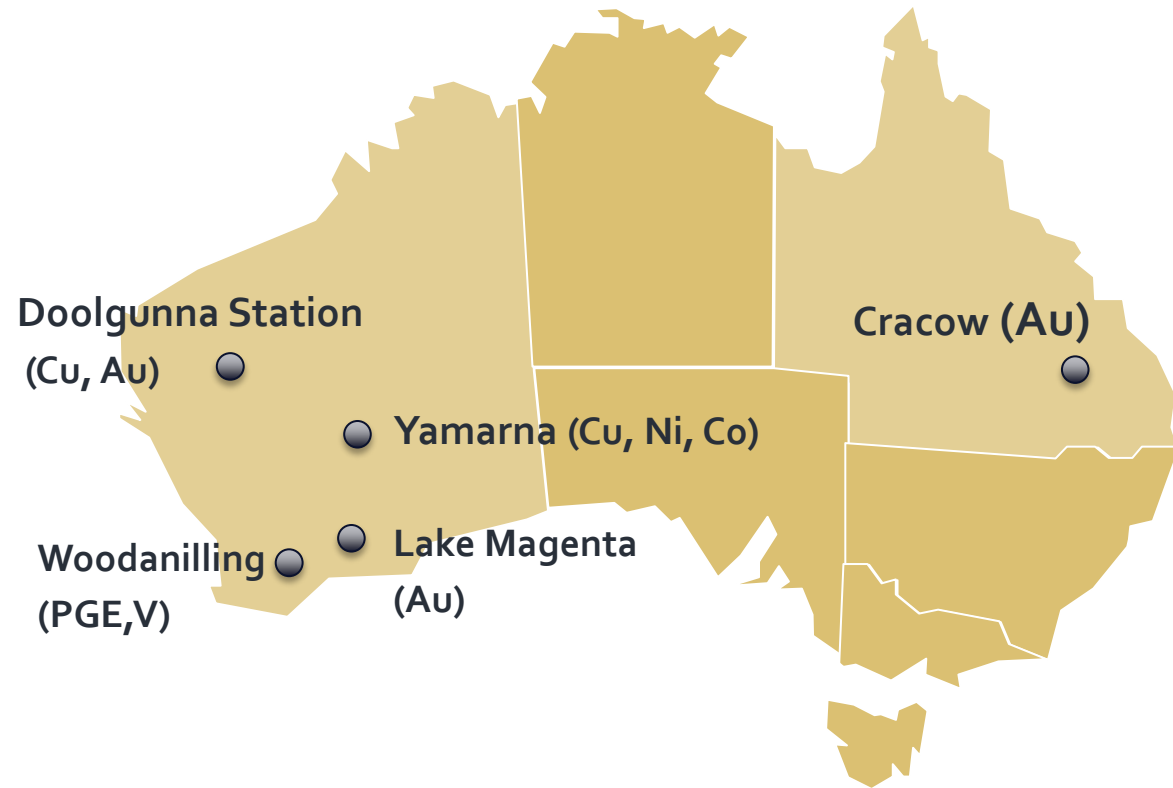 Doolgunna Station
(Cu, Au)
Cracow (Au)
Yamarna (Cu, Ni, Co)
Lake Magenta
(Au)
Woodanilling
(PGE,V)